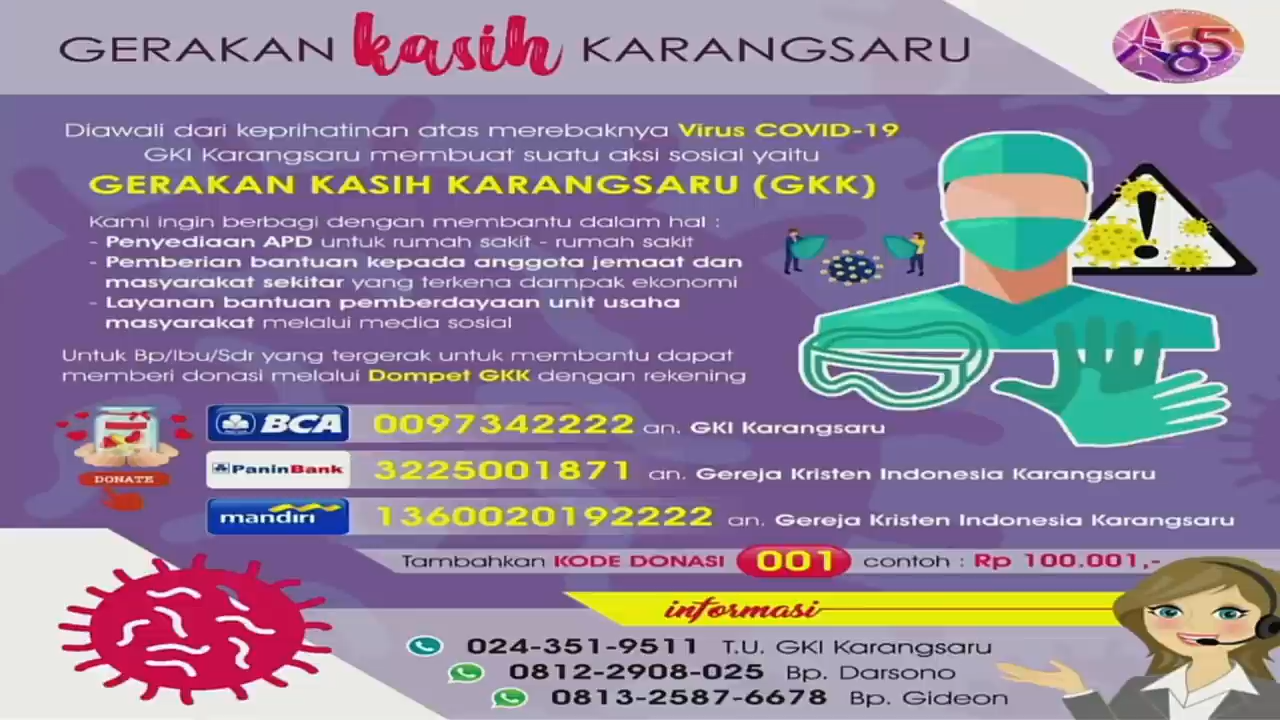 GERAKAN kasih KARANGSARU
85
Diawali dari keprihatinan atas merebaknya Virus COVID-19
GKI Karangsaru membuat suatu aksi sosial yaitu
GERAKAN KASIH KARANGSARU (GKK)
Kami ingin berbagi dengan membantu dalam hal :
- Penyediaan APD untuk rumah sakit - rumah sakit
- Pemberian bantuan kepada anggota jemaat dan
masyarakat sekitar yang terkena dampak ekonomi
- Layanan bantuan pemberdayaan unit usaha
masyarakat melalui media sosial
Untuk Bp/Ibu/Sdr yang tergerak untuk membantu dapat
memberi donasi melalui Dompet GKK dengan rekening
BCA 0097342222 an. GKI Karangsaru
PaninBank 3225001871 an. Gereja Kristen Indonesia Karangsaru
DONATE
mandiri 1360020192222 an. Gereja Kristen Indonesia Karangsaru
Tambahkan KODE DONASI 001 contoh : Rp 100.001,-
informasi
024-351-9511 T.U. GKI Karangsaru
0812-2908-025 Bp. Darsono
0813-2587-6678 Bp. Gideon